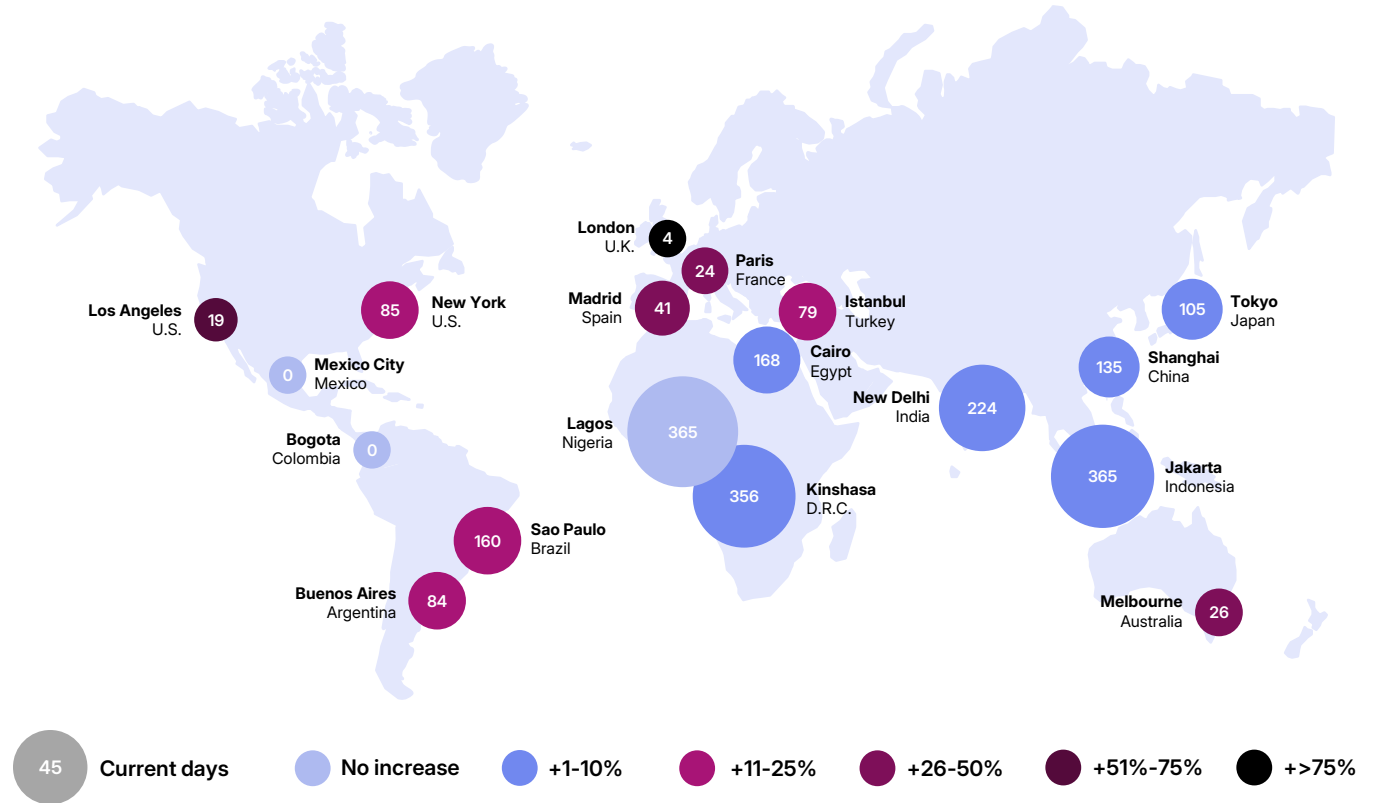 London
U.K.
4
Paris
France
24
Madrid
Spain
41
Los Angeles
U.S.
19
85
New York
U.S.
79
Istanbul
Turkey
105
Tokyo
Japan
0
Mexico City
Mexico
168
Cairo
Egypt
135
Shanghai
China
New Delhi
India
224
Lagos
Nigeria
365
Bogota
Colombia
0
356
Kinshasa
D.R.C.
365
Jakarta
Indonesia
160
Sao Paulo
Brazil
Buenos Aires
Argentina
84
Melbourne
Australia
26
45
Current days
No increase
+1-10%
+11-25%
+26-50%
+51%-75%
+>75%